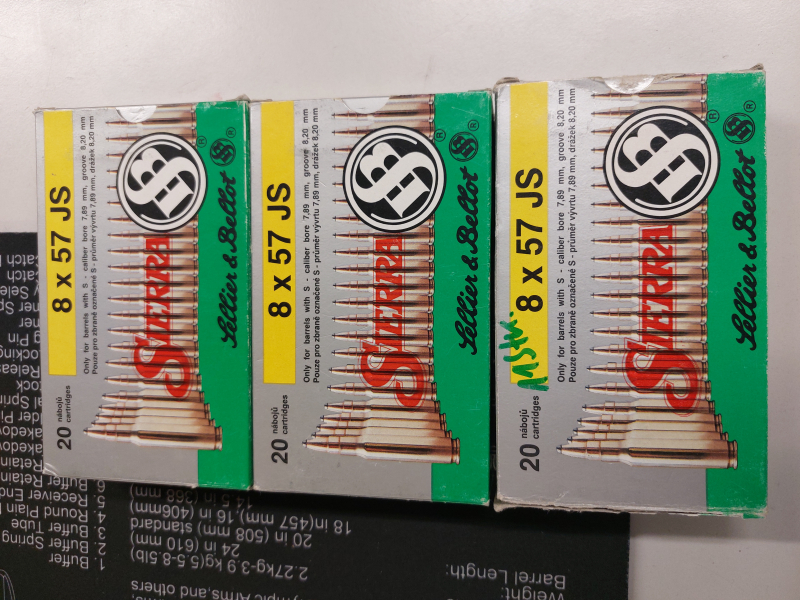 8 x 57 JS
Only for barrels with S - caliber bore 7,89 mm, groove 8,20 mm
Pouze pro zbraně označené S - průměr vývrtu 7,89 mm, drážek 8,20 mm
SIERRA
SB
®
Sellier & Bellot SB ®
20 nábojů
cartridges
8 x 57 JS
Only for barrels with S - caliber bore 7,89 mm, groove 8,20 mm
Pouze pro zbraně označené S - průměr vývrtu 7,89 mm, drážek 8,20 mm
SIERRA
SB
®
Sellier & Bellot SB ®
20 nábojů
cartridges
8 x 57 JS
Only for barrels with S - caliber bore 7,89 mm, groove 8,20 mm
Pouze pro zbraně označené S - průměr vývrtu 7,89 mm, drážek 8,20 mm
SIERRA
SB
®
Sellier & Bellot SB ®
20 nábojů
cartridges
Weight:
2.27kg-3.9 kg(5.5-8.5lb)
Barrel Length:
24 in (610 mm)
20 in (508 mm) standard
18 in(457 mm,16 in (406mm)
14.5 in (368 mm)
1. Buffer
2. Buffer Spring
3. Buffer Tube
4. Round Plain
5. Receiver End
6.